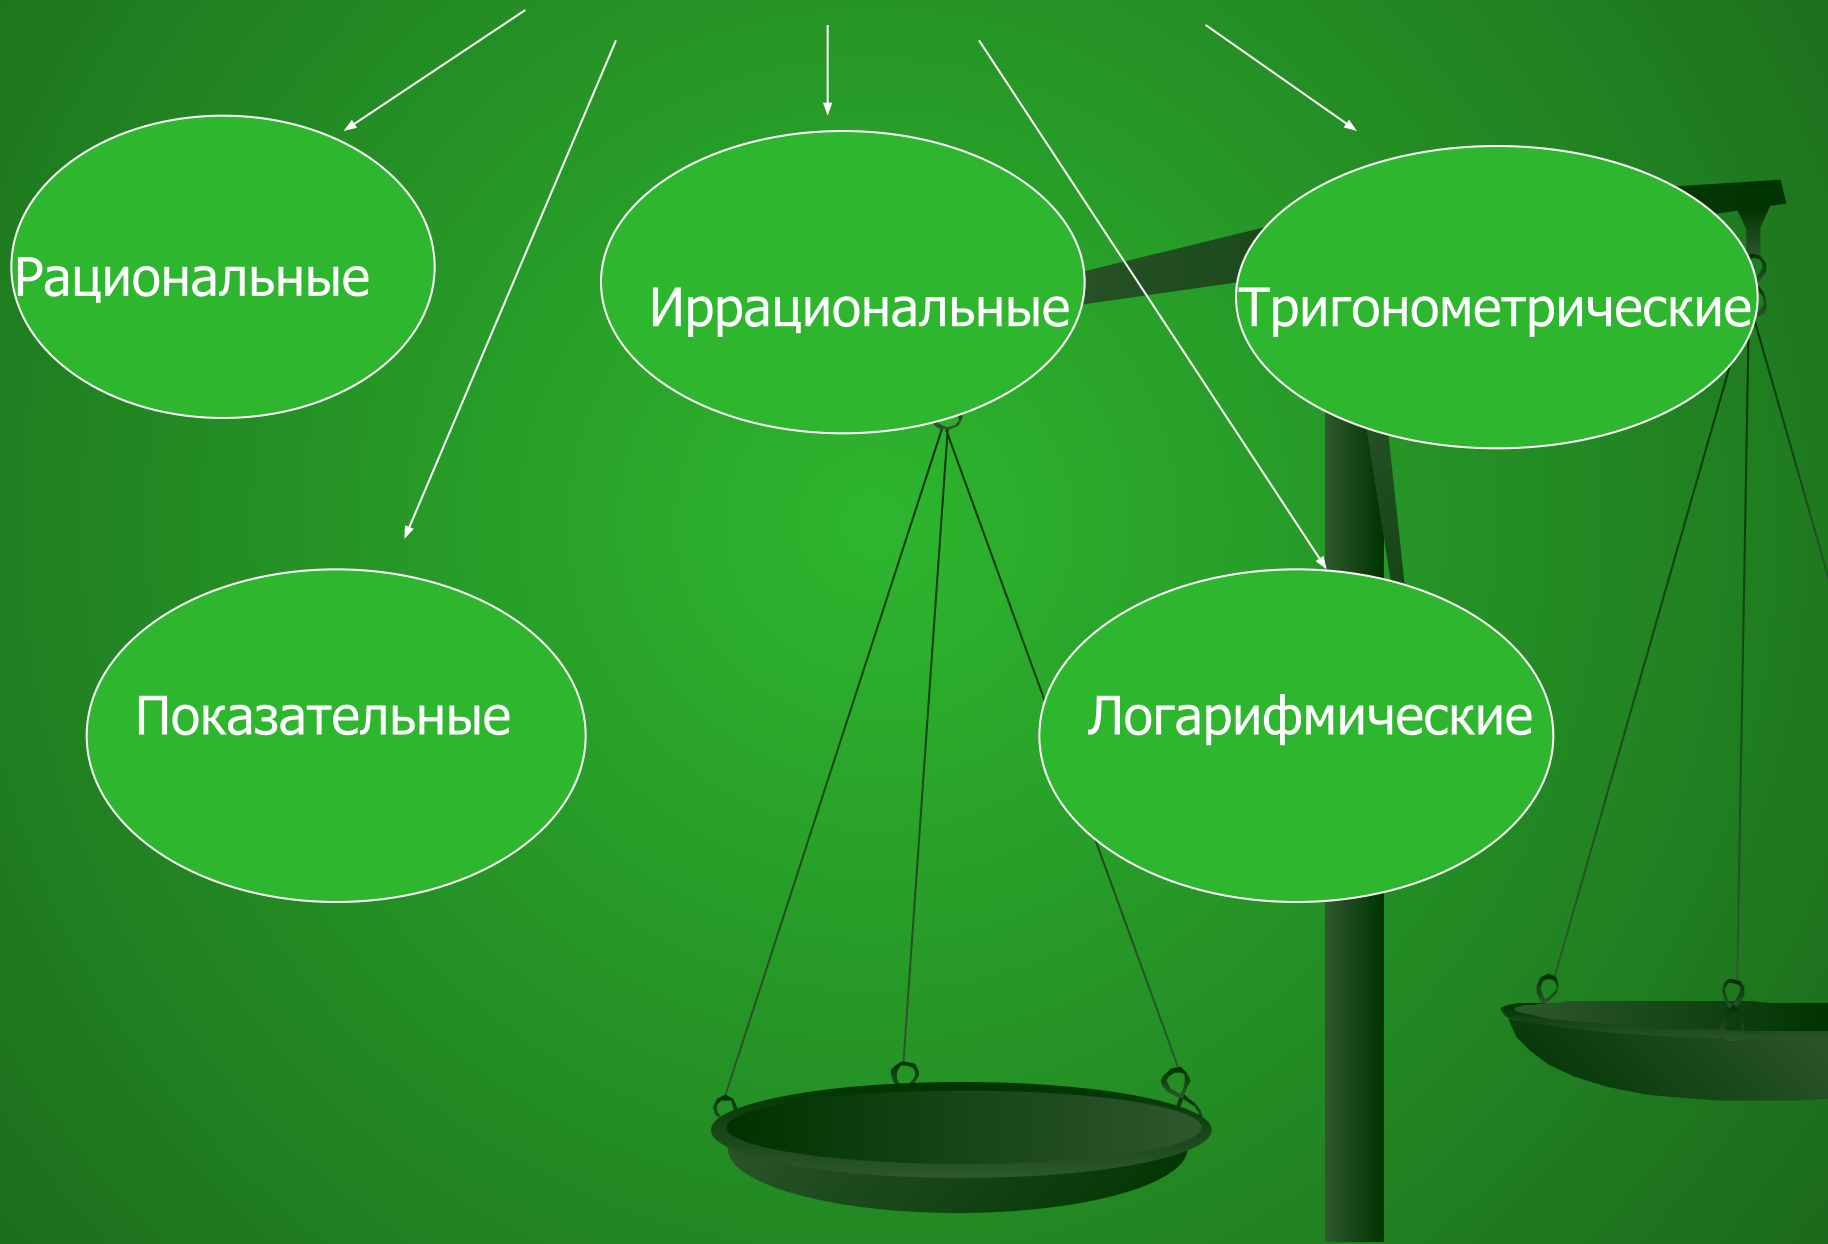 Рациональные
Иррациональные
Тригонометрические
Показательные
Логарифмические